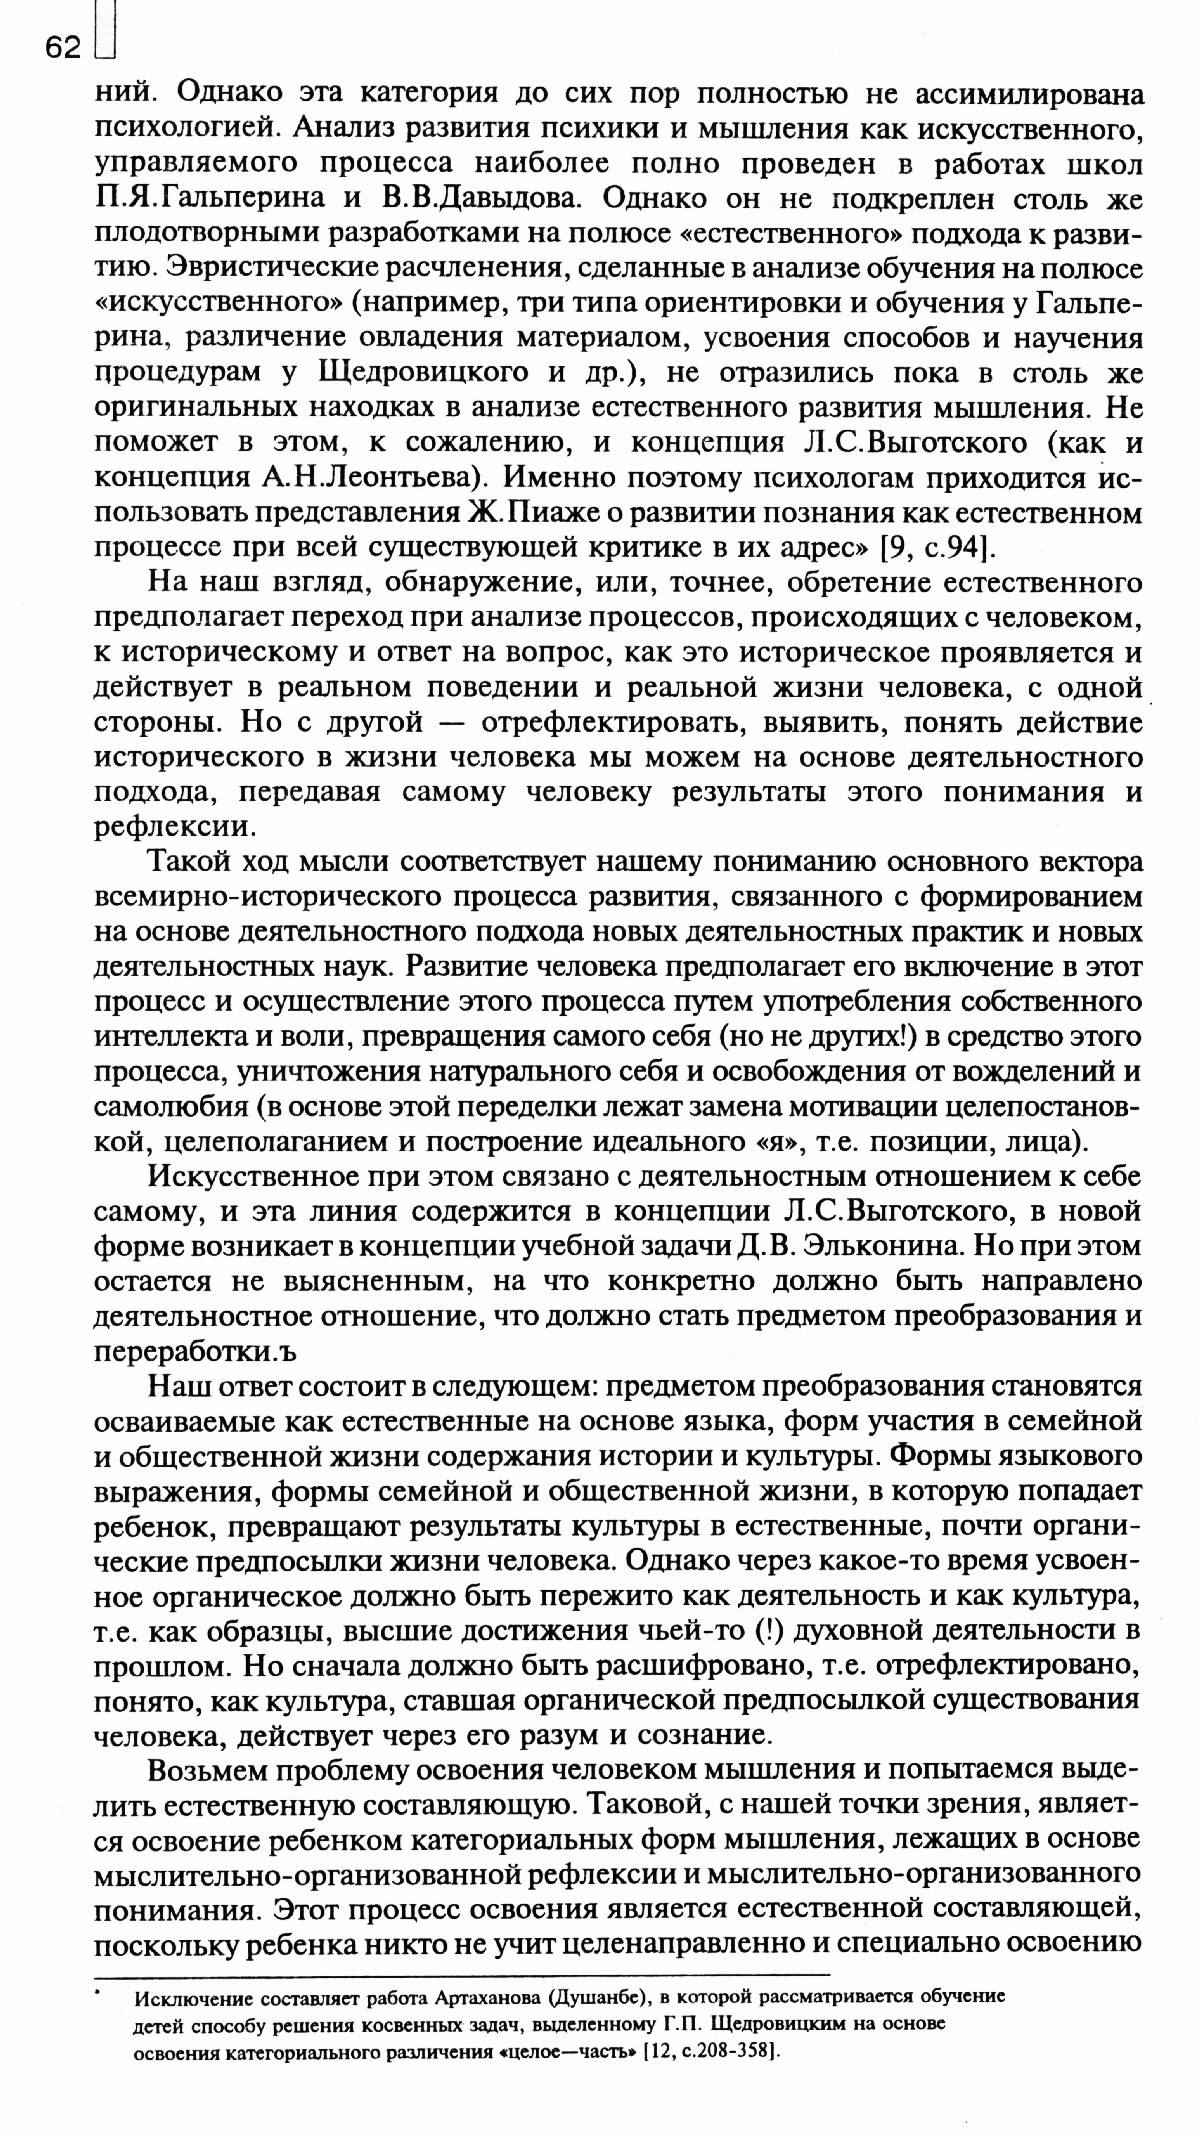 62
ний. Однако эта категория до сих пор полностью не ассимилирована
психологией. Анализ развития психики и мышления как искусственного,
управляемого процесса наиболее полно проведен в работах школ
П.Я.Гальперина и В.В.Давыдова. Однако он не подкреплен столь же
плодотворными разработками на полюсе «естественного» подхода к разви-
тию. Эвристические расчленения, сделанные в анализе обучения на полюсе
«искусственного» (например, три типа ориентировки и обучения у Гальпе-
рина, различение овладения материалом, усвоения способов и научения
процедурам у Щедровицкого и др.), не отразились пока в столь же
оригинальных находках в анализе естественного развития мышления. Не
поможет в этом, к сожалению, и концепция Л.С.Выготского (как и
концепция А.Н.Леонтьева). Именно поэтому психологам приходится ис-
пользовать представления Ж.Пиаже о развитии познания как естественном
процессе при всей существующей критике в их адрес» [9, с.94].
На наш взгляд, обнаружение, или, точнее, обретение естественного
предполагает переход при анализе процессов, происходящих с человеком,
к историческому и ответ на вопрос, как это историческое проявляется и
действует в реальном поведении и реальной жизни человека, с одной
стороны. Но с другой — отрефлектировать, выявить, понять действие
исторического в жизни человека мы можем на основе деятельностного
подхода, передавая самому человеку результаты этого понимания и
рефлексии.
Такой ход мысли соответствует нашему пониманию основного вектора
всемирно-исторического процесса развития, связанного с формированием
на основе деятельностного подхода новых деятельностных практик и новых
деятельностных наук. Развитие человека предполагает его включение в этот
процесс и осуществление этого процесса путем употребления собственного
интеллекта и воли, превращения самого себя (но не других!) в средство этого
процесса, уничтожения натурального себя и освобождения от вожделений и
самолюбия (в основе этой переделки лежат замена мотивации целепостанов-
кой, целеполаганием и построение идеального «я», т.е. позиции, лица).
Искусственное при этом связано с деятельностным отношением к себе
самому, и эта линия содержится в концепции Л.С.Выготского, в новой
форме возникает в концепции учебной задачи Д.В. Эльконина. Но при этом
остается не выясненным, на что конкретно должно быть направлено
деятельностное отношение, что должно стать предметом преобразования и
переработки.ъ
Наш ответ состоит в следующем: предметом преобразования становятся
осваиваемые как естественные на основе языка, форм участия в семейной
и общественной жизни содержания истории и культуры. Формы языкового
выражения, формы семейной и общественной жизни, в которую попадает
ребенок, превращают результаты культуры в естественные, почти органи-
ческие предпосылки жизни человека. Однако через какое-то время усвоен-
ное органическое должно быть пережито как деятельность и как культура,
т.е. как образцы, высшие достижения чьей-то (!) духовной деятельности в
прошлом. Но сначала должно быть расшифровано, т.е. отрефлектировано,
понято, как культура, ставшая органической предпосылкой существования
человека, действует через его разум и сознание.
Возьмем проблему освоения человеком мышления и попытаемся выде-
лить естественную составляющую. Таковой, с нашей точки зрения, являет-
ся освоение ребенком категориальных форм мышления, лежащих в основе
мыслительно-организованной рефлексии и мыслительно-организованного
понимания. Этот процесс освоения является естественной составляющей,
поскольку ребенка никто не учит целенаправленно и специально освоению
* Исключение составляет работа Артаханова (Душанбе), в которой рассматривается обучение
детей способу решения косвенных задач, выделенному Г.П. Щедровицким на основе
освоения категориального различения «целое—часть» [12, с.208-358].